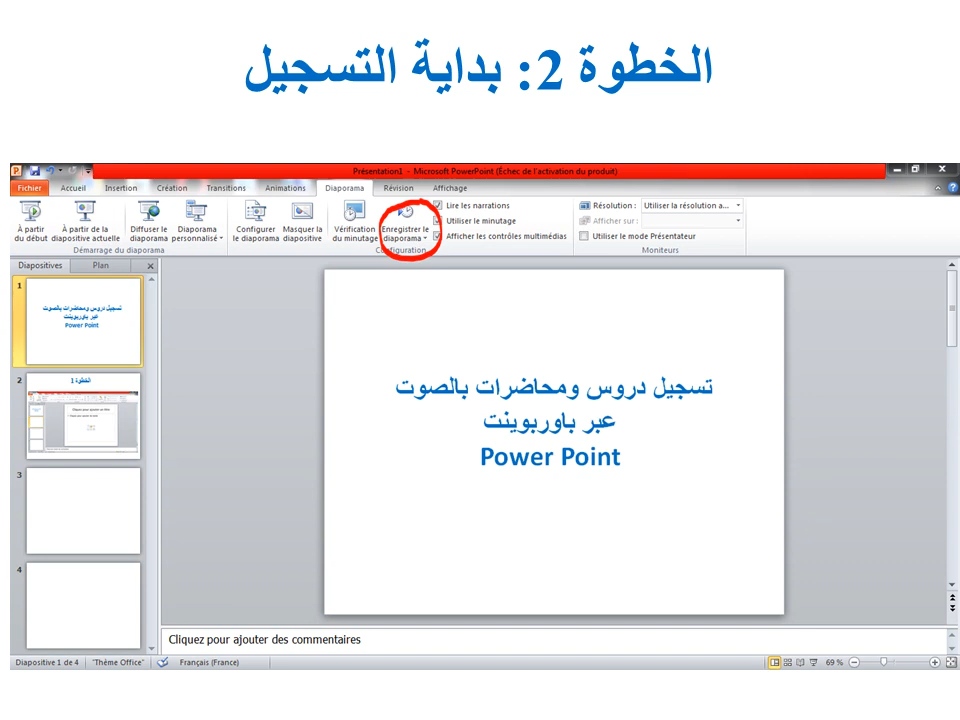 الخطوة 2: بداية التسجيل
Présentation1 - Microsoft PowerPoint (Échec de l'activation du produit)
Fichier Accueil Insertion Création Transitions Animations Diaporama Révision Affichage
À partir du début
À partir de la diapositive actuelle
Diffuser le diaporama
Diaporama personnalisé
Démarrage du diaporama
Configurer le diaporama
Masquer la diapositive
Vérification du minutage
Enregistrer le diaporama
Lire les narrations
Utiliser le minutage
Afficher les contrôles multimédias
Configuration
Résolution : Utiliser la résolution a...
Afficher sur :
Utiliser le mode Présentateur
Moniteurs
Diapositives Plan
1
تسجيل دروس ومحاضرات بالصوت
عبر باوربوينت
Power Point
2
الخطوة 1
3
4
تسجيل دروس ومحاضرات بالصوت
عبر باوربوينت
Power Point
Cliquez pour ajouter des commentaires
Diapositive 1 de 4 "Thème Office" Français (France) 69 %